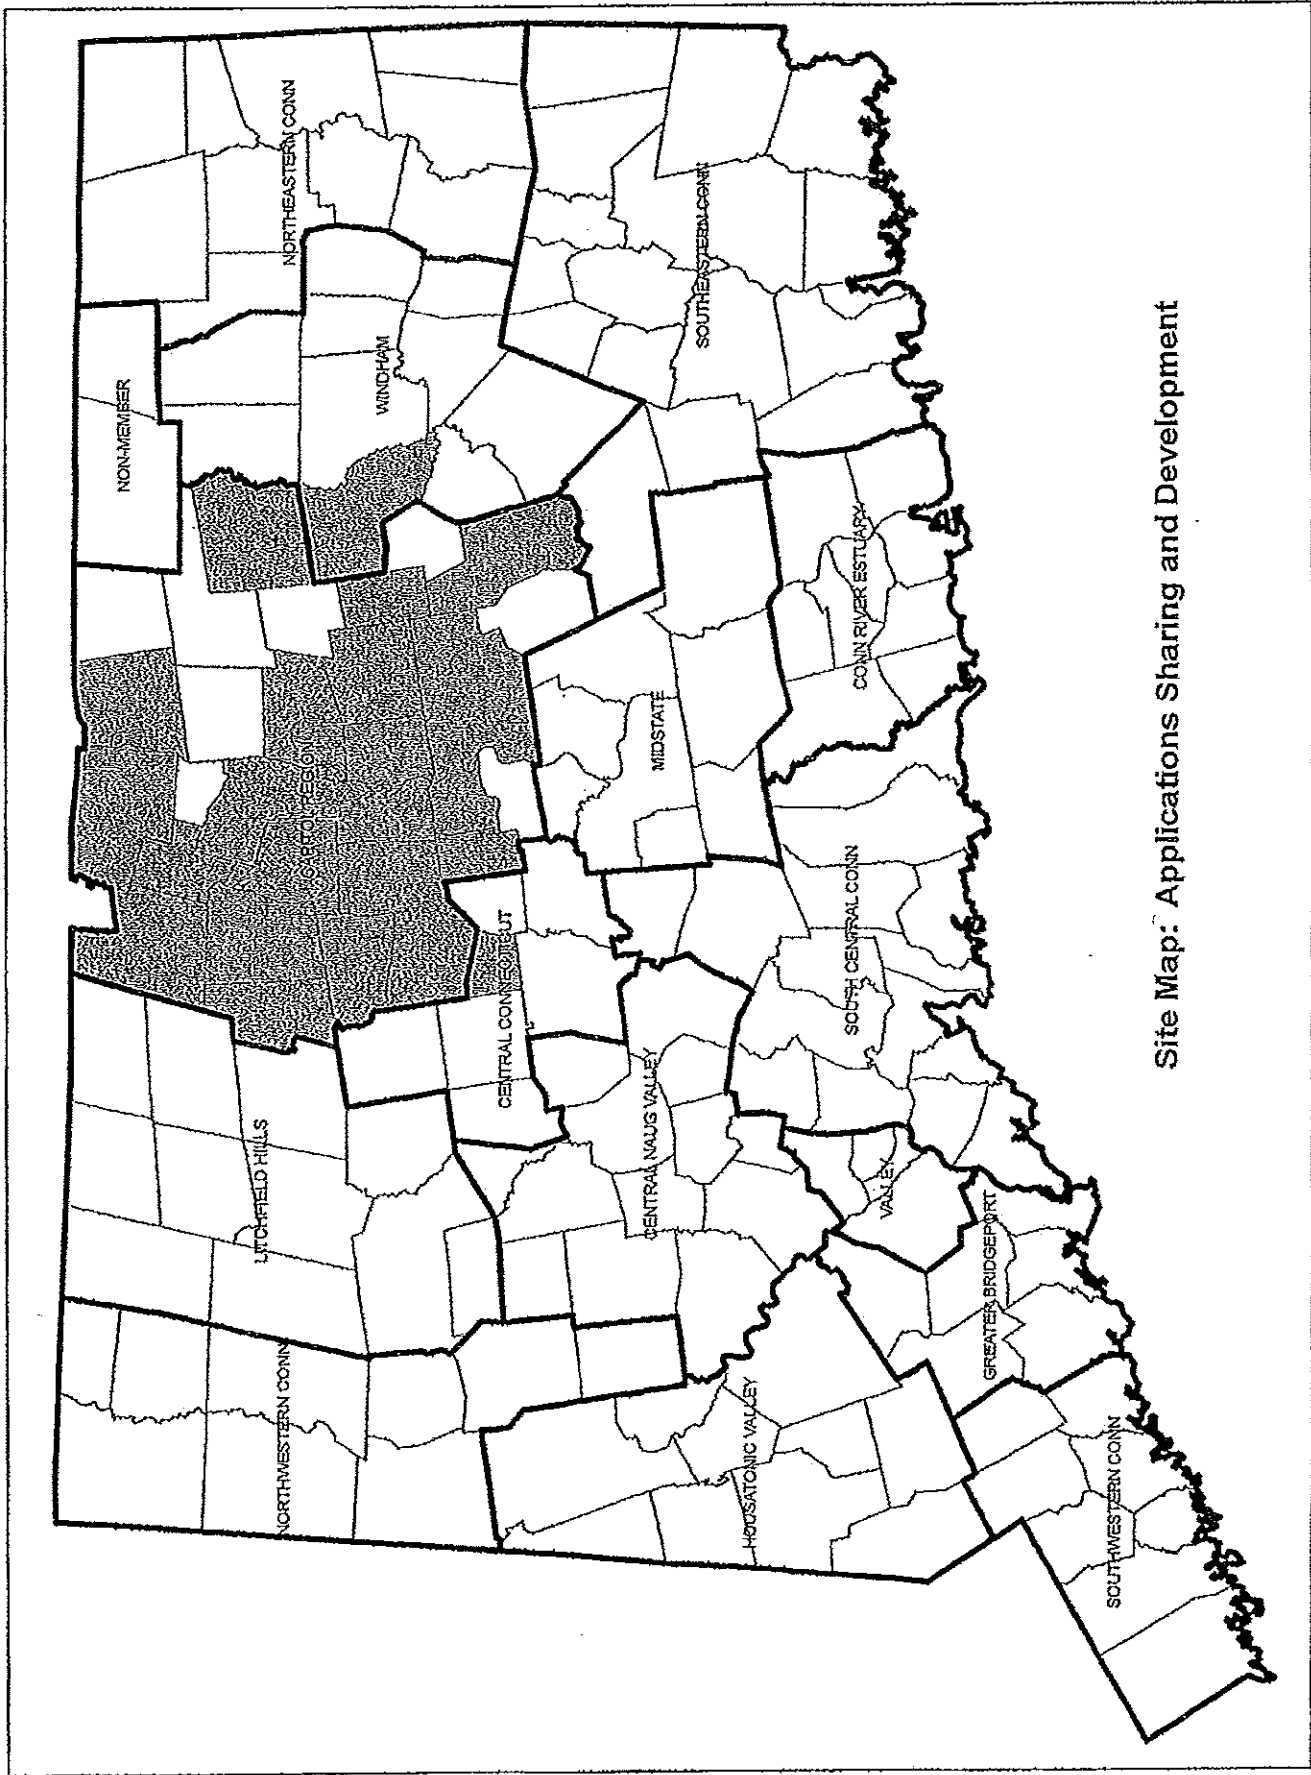 NON-MEMBER
NORTHEASTERN CONN
WINDHAM
LITCHFIELD HILLS
NORTHWESTERN CONN
CENTRAL CONNECTICUT
SOUTHEASTERN CONN
MIDSTATE
CENTRAL NAUG VALLEY
HOUSATONIC VALLEY
CONN RIVER ESTUARY
SOUTH CENTRAL CONN
VALLEY
GREATER BRIDGEPORT
SOUTHWESTERN CONN
Site Map: Applications Sharing and Development